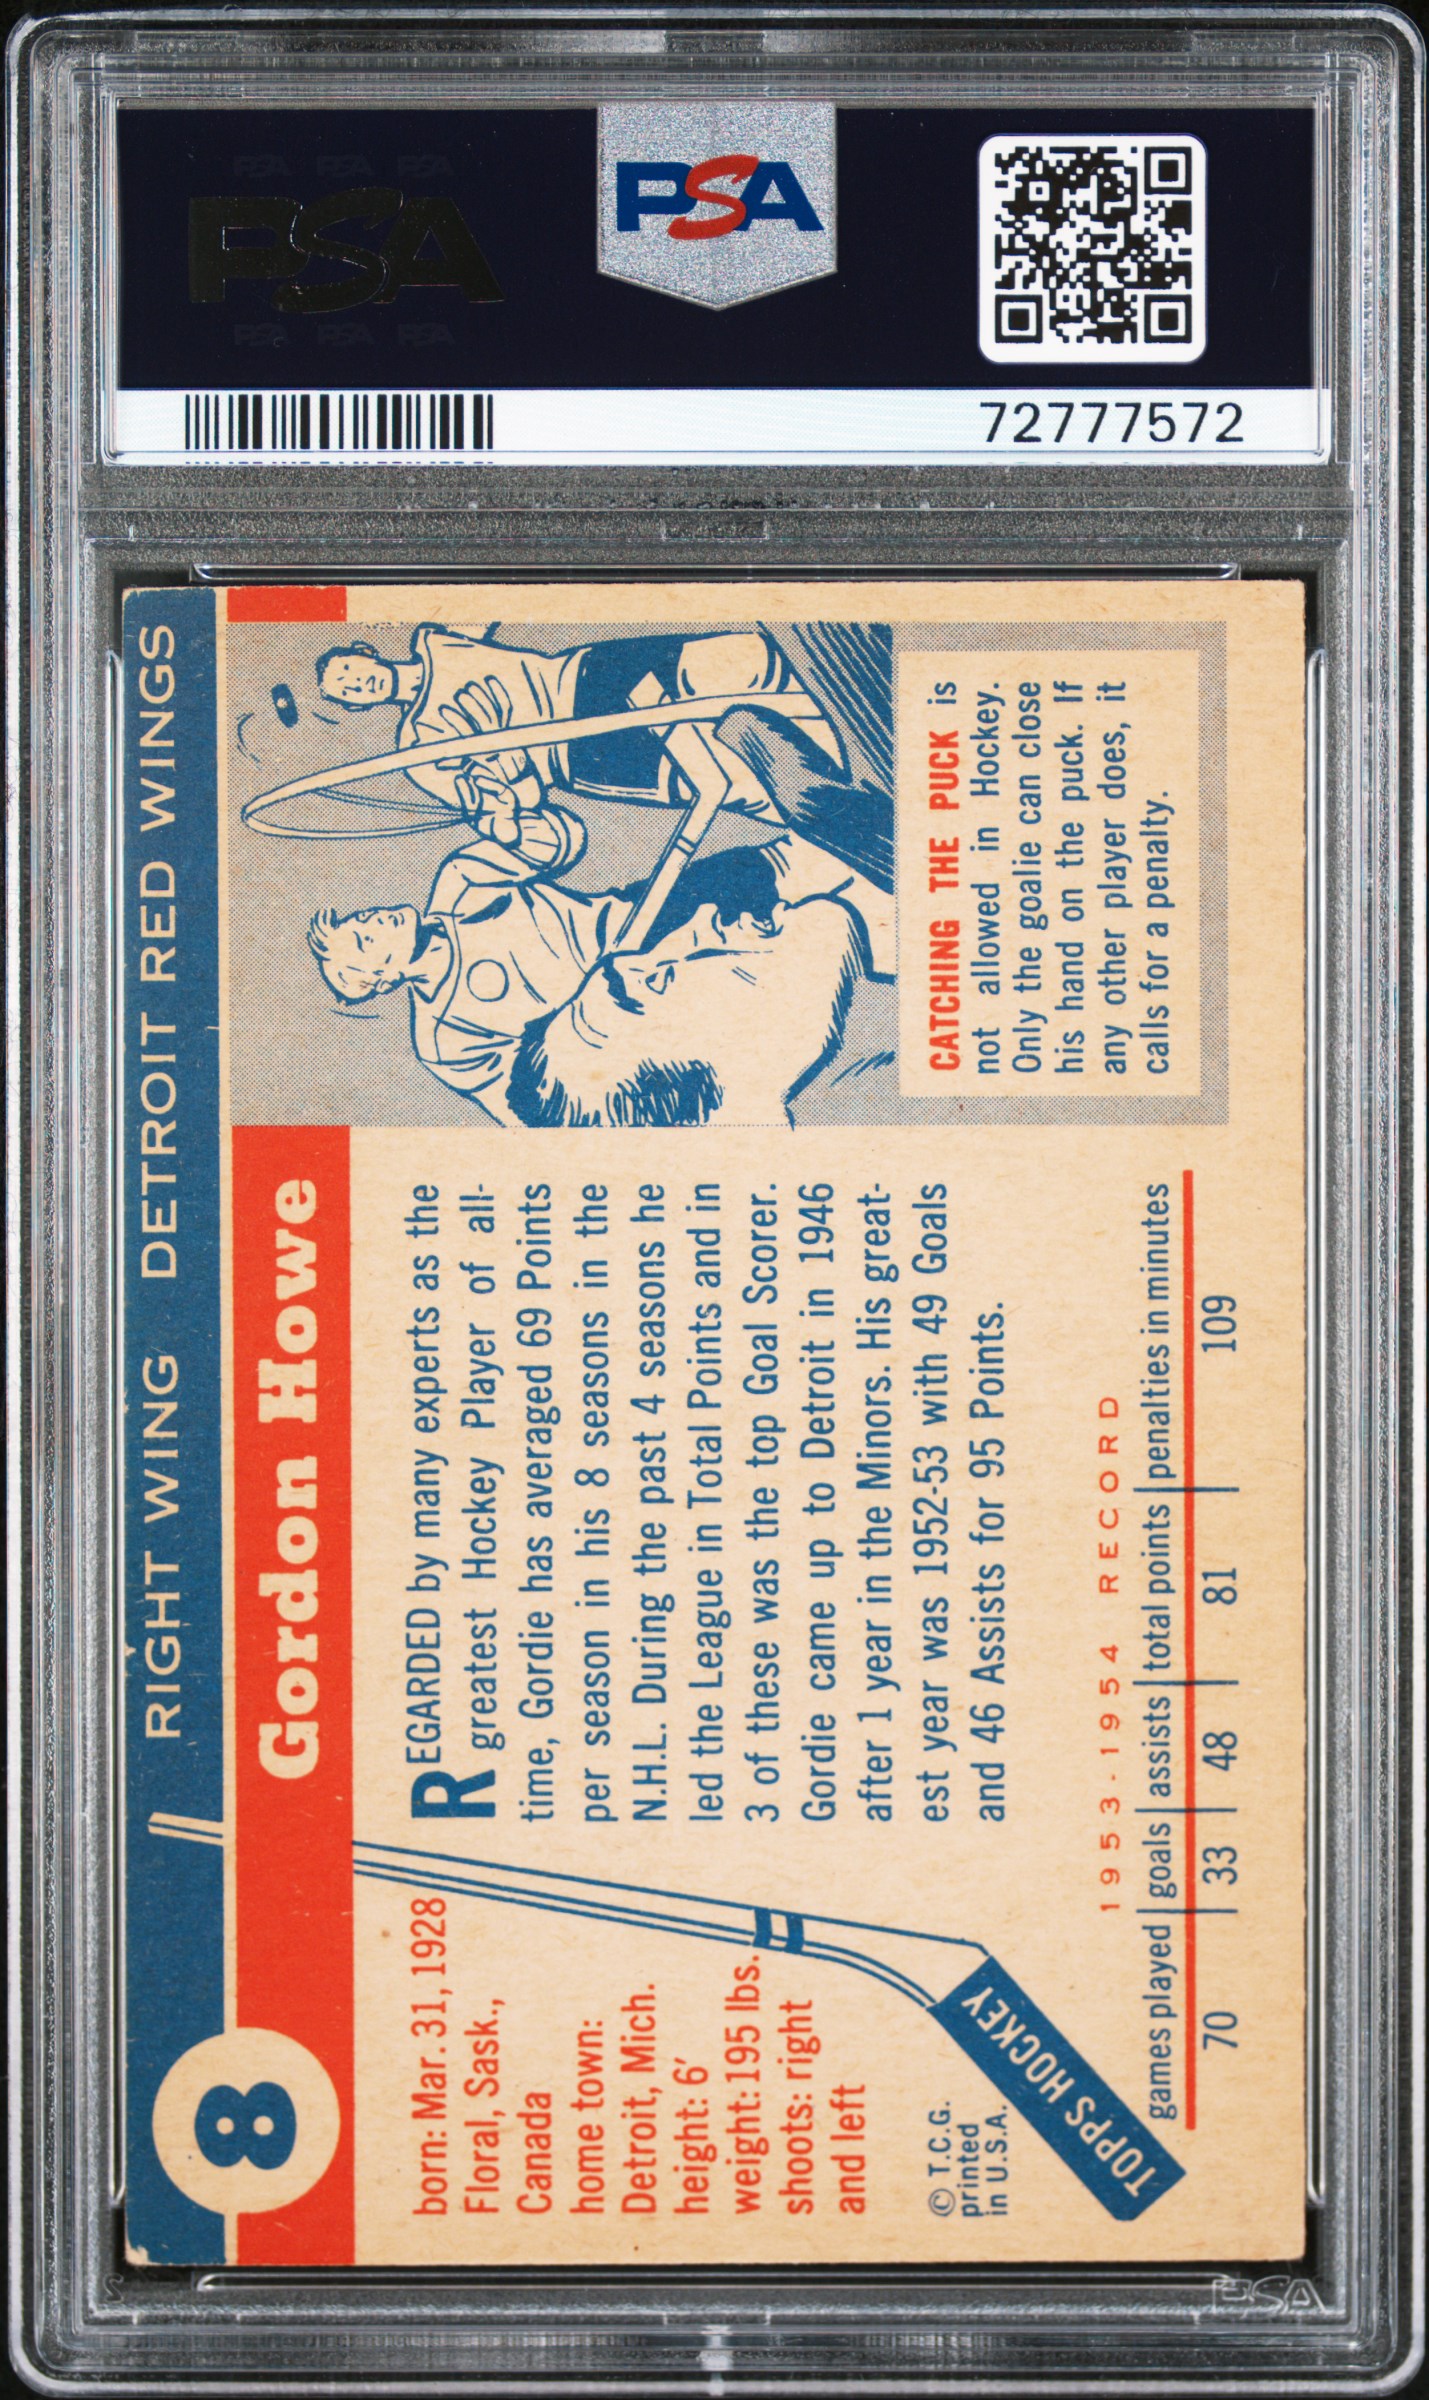 PSA PSA PSA
PSA
PSA PSA PSA
PSA
72777572
8
RIGHT WING DETROIT RED WINGS
Gordon Howe
born: Mar. 31, 1928
Floral, Sask.,
Canada
home town:
Detroit, Mich.
height: 6'
weight: 195 lbs.
shoots: right
and left
© T.C.G.
printed
in U.S.A.
TOPPS HOCKEY
REGARDED by many experts as the
greatest Hockey Player of all-
time, Gordie has averaged 69 Points
per season in his 8 seasons in the
N.H.L. During the past 4 seasons he
led the League in Total Points and in
3 of these was the top Goal Scorer.
Gordie came up to Detroit in 1946
after 1 year in the Minors. His great-
est year was 1952-53 with 49 Goals
and 46 Assists for 95 Points.
1953-1954 RECORD
games played goals assists total points penalties in minutes
70 33 48 81 109
CATCHING THE PUCK is
not allowed in Hockey.
Only the goalie can close
his hand on the puck. If
any other player does, it
calls for a penalty.
PSA